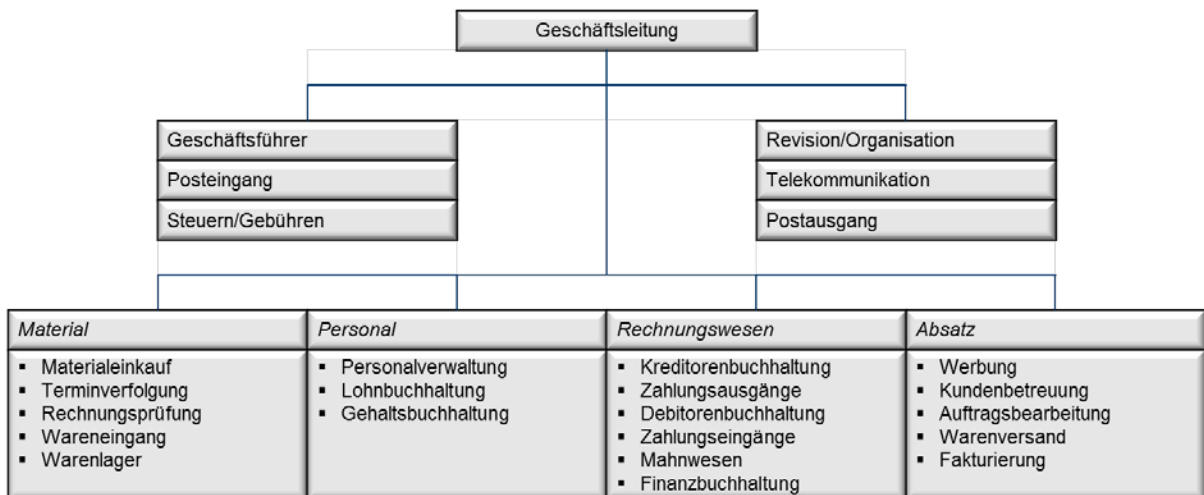 Geschäftsleitung
Geschäftsführer
Posteingang
Steuern/Gebühren
Revision/Organisation
Telekommunikation
Postausgang
Material
▪ Materialeinkauf
▪ Terminverfolgung
▪ Rechnungsprüfung
▪ Wareneingang
▪ Warenlager
Personal
▪ Personalverwaltung
▪ Lohnbuchhaltung
▪ Gehaltsbuchhaltung
Rechnungswesen
▪ Kreditorenbuchhaltung
▪ Zahlungsausgänge
▪ Debitorenbuchhaltung
▪ Zahlungseingänge
▪ Mahnwesen
▪ Finanzbuchhaltung
Absatz
▪ Werbung
▪ Kundenbetreuung
▪ Auftragsbearbeitung
▪ Warenversand
▪ Fakturierung